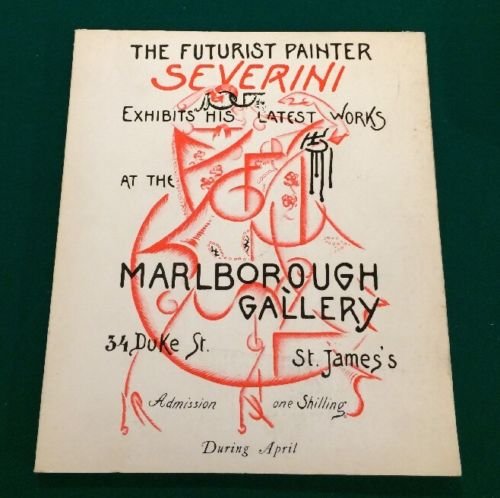 THE FUTURIST PAINTER
SEVERINI
EXHIBITS HIS LATEST WORKS
AT THE
MARLBOROUGH
GALLERY
34, Duke St.
St. James's
Admission one Shilling
During April